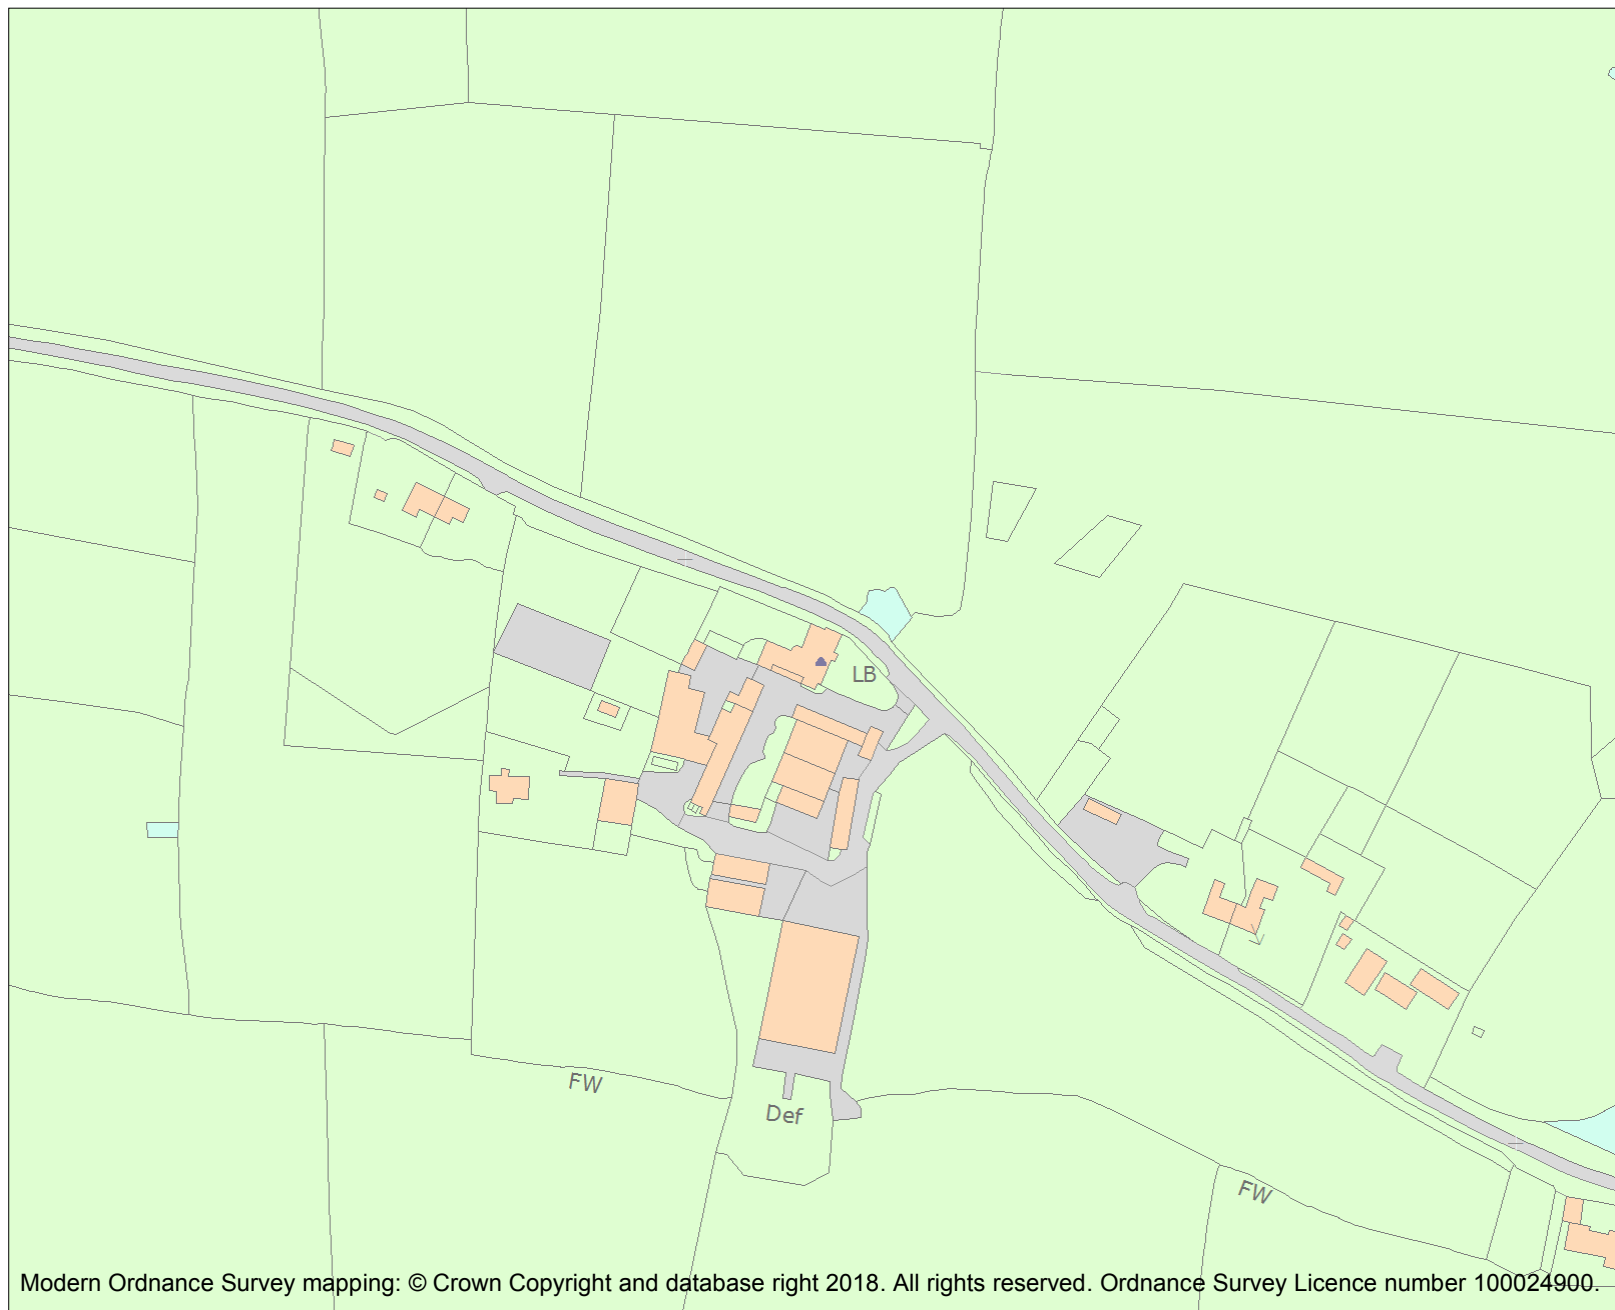 LB
FW
Def
FW
Modern Ordnance Survey mapping: © Crown Copyright and database right 2018. All rights reserved. Ordnance Survey Licence number 100024900.